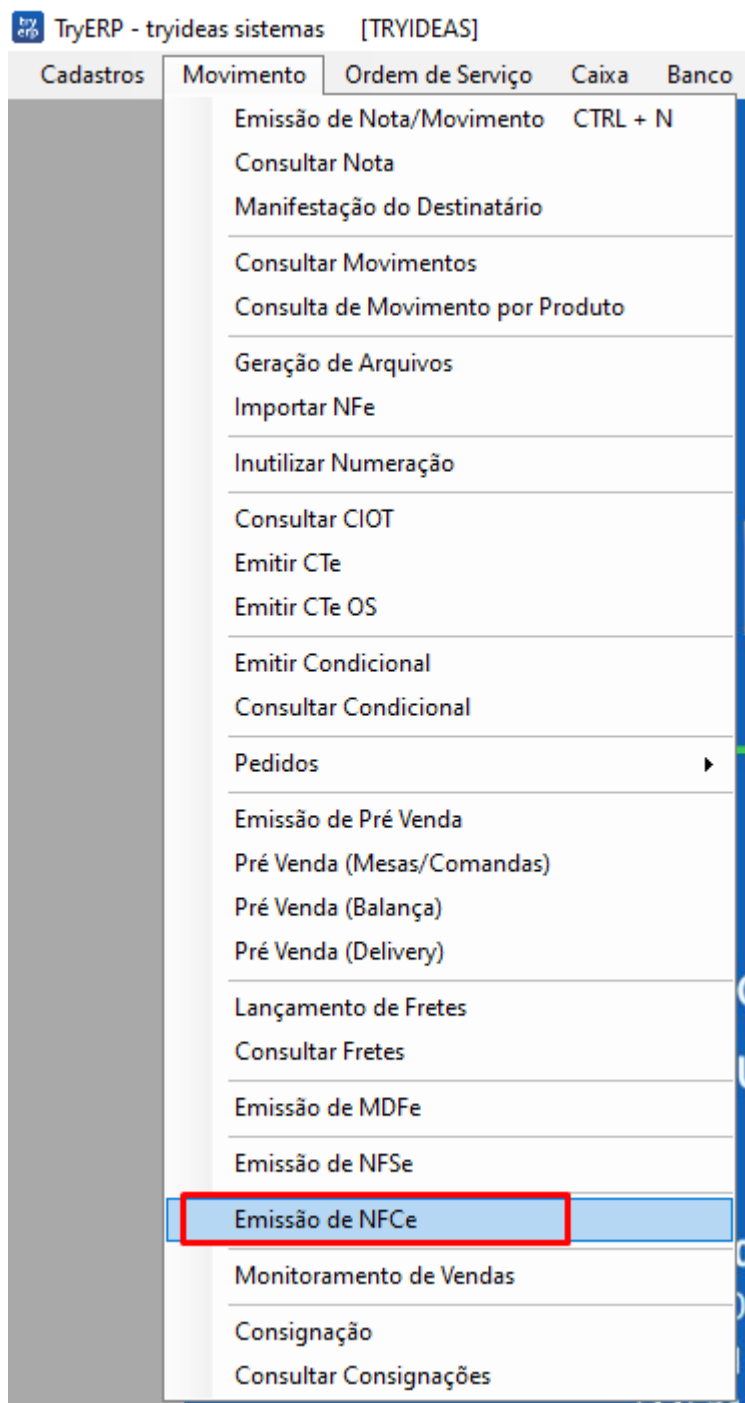 try erp TryERP - tryideas sistemas [TRYIDEAS]
Cadastros Movimento Ordem de Serviço Caixa Banco
Emissão de Nota/Movimento CTRL + N
Consultar Nota
Manifestação do Destinatário
Consultar Movimentos
Consulta de Movimento por Produto
Geração de Arquivos
Importar NFe
Inutilizar Numeração
Consultar CIOT
Emitir CTe
Emitir CTe OS
Emitir Condicional
Consultar Condicional
Pedidos
Emissão de Pré Venda
Pré Venda (Mesas/Comandas)
Pré Venda (Balança)
Pré Venda (Delivery)
Lançamento de Fretes
Consultar Fretes
Emissão de MDFe
Emissão de NFSe
Emissão de NFCe
Monitoramento de Vendas
Consignação
Consultar Consignações